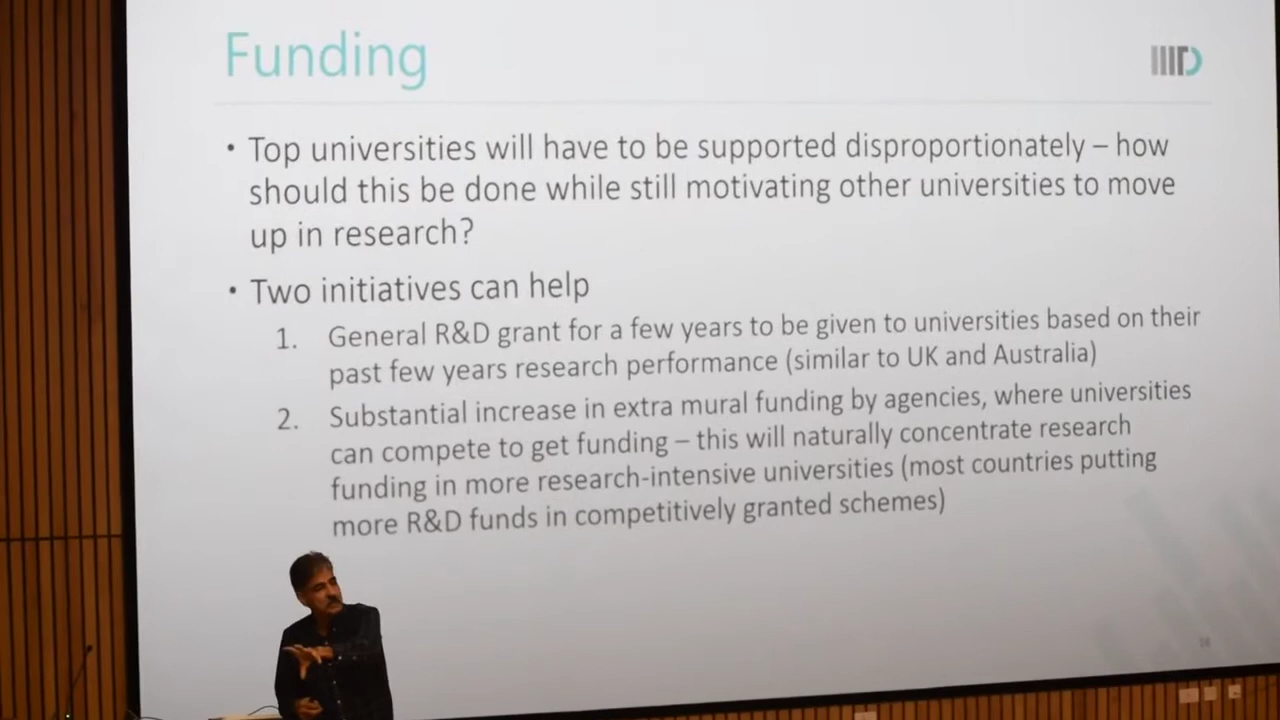 Funding
IIITD
• Top universities will have to be supported disproportionately – how
should this be done while still motivating other universities to move
up in research?
• Two initiatives can help
1. General R&D grant for a few years to be given to universities based on their
past few years research performance (similar to UK and Australia)
2. Substantial increase in extra mural funding by agencies, where universities
can compete to get funding – this will naturally concentrate research
funding in more research-intensive universities (most countries putting
more R&D funds in competitively granted schemes)